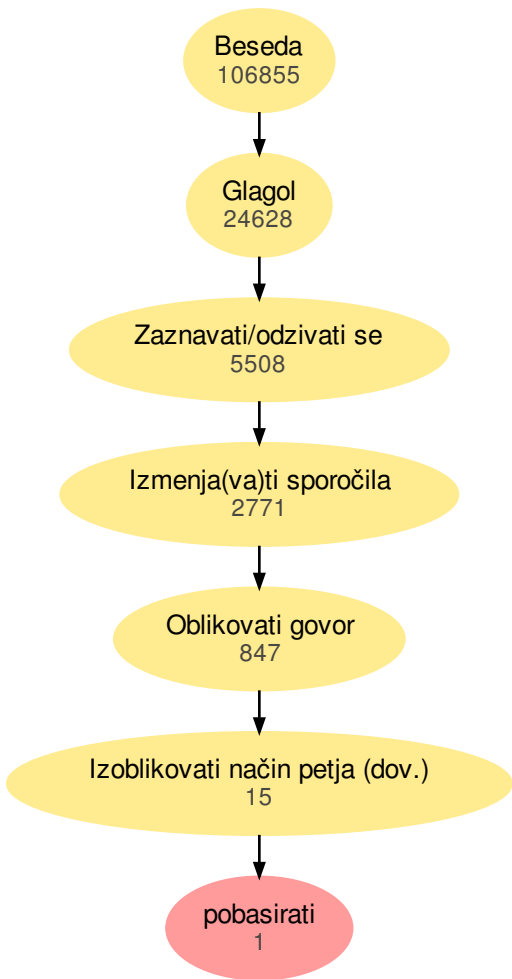 Beseda
106855
Glagol
24628
Zaznavati/odzivati se
5508
Izmenja(va)ti sporočila
2771
Oblikovati govor
847
Izoblikovati način petja (dov.)
15
pobasirati
1